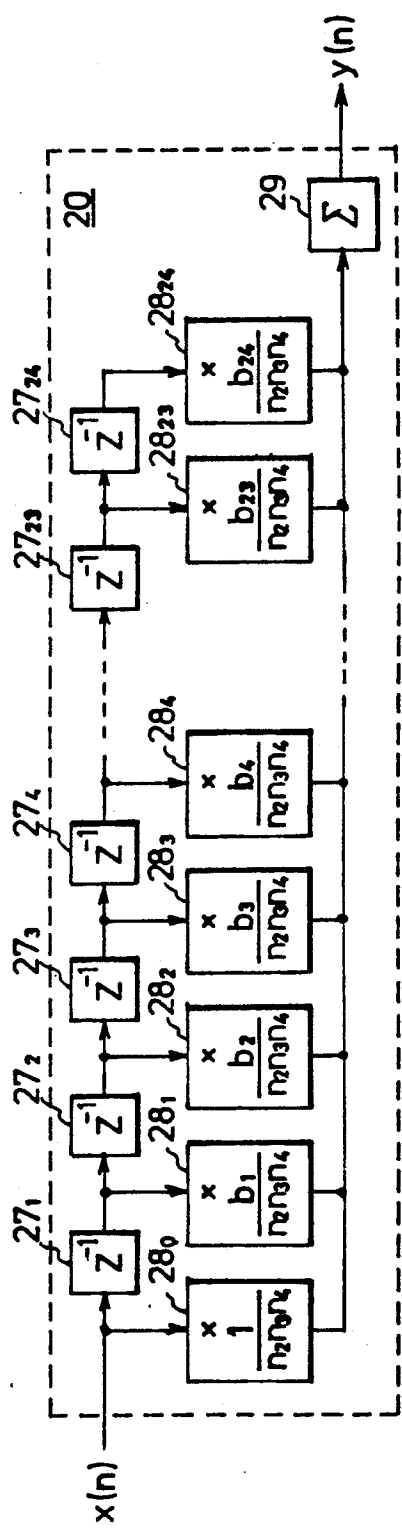 20
x(n)
27₁
27₂
27₃
27₄
27₂₃
27₂₄
Z⁻¹
Z⁻¹
Z⁻¹
Z⁻¹
Z⁻¹
Z⁻¹
28₀
28₁
28₂
28₃
28₄
28₂₃
28₂₄
29
×
1
n₂n₃n₄
×
b₁
n₂n₃n₄
×
b₂
n₂n₃n₄
×
b₃
n₂n₃n₄
×
b₄
n₂n₃n₄
×
b₂₃
n₂n₃n₄
×
b₂₄
n₂n₃n₄
Σ
y(n)